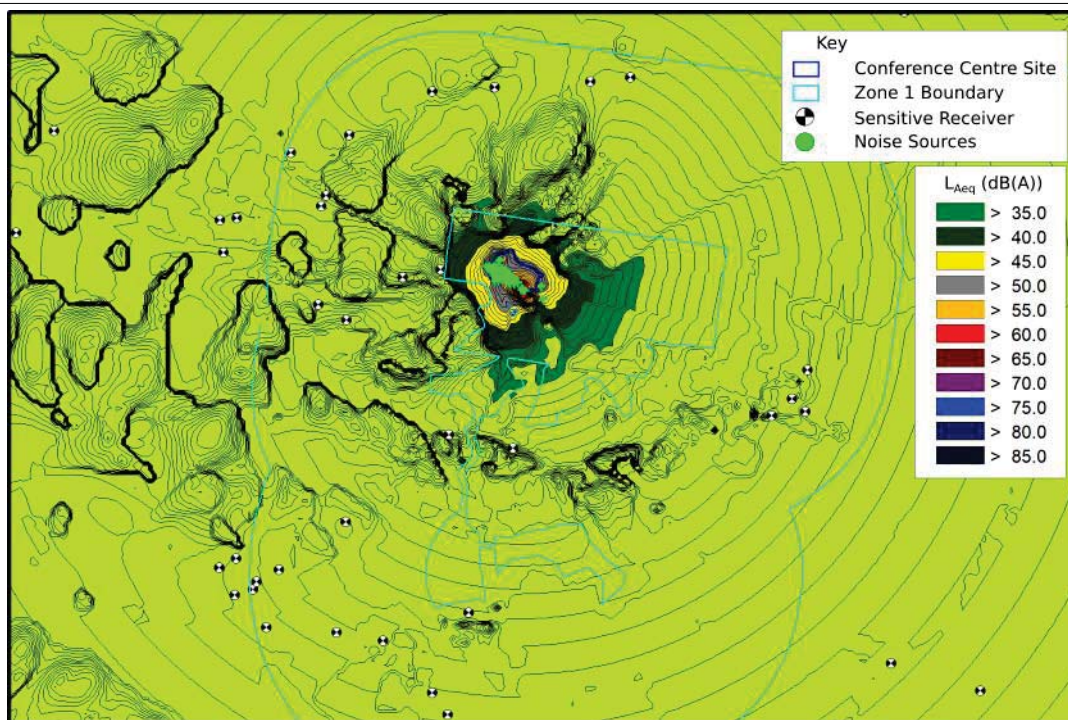 Key
Conference Centre Site
Zone 1 Boundary
Sensitive Receiver
Noise Sources
LAeq (dB(A))
> 35.0
> 40.0
> 45.0
> 50.0
> 55.0
> 60.0
> 65.0
> 70.0
> 75.0
> 80.0
> 85.0